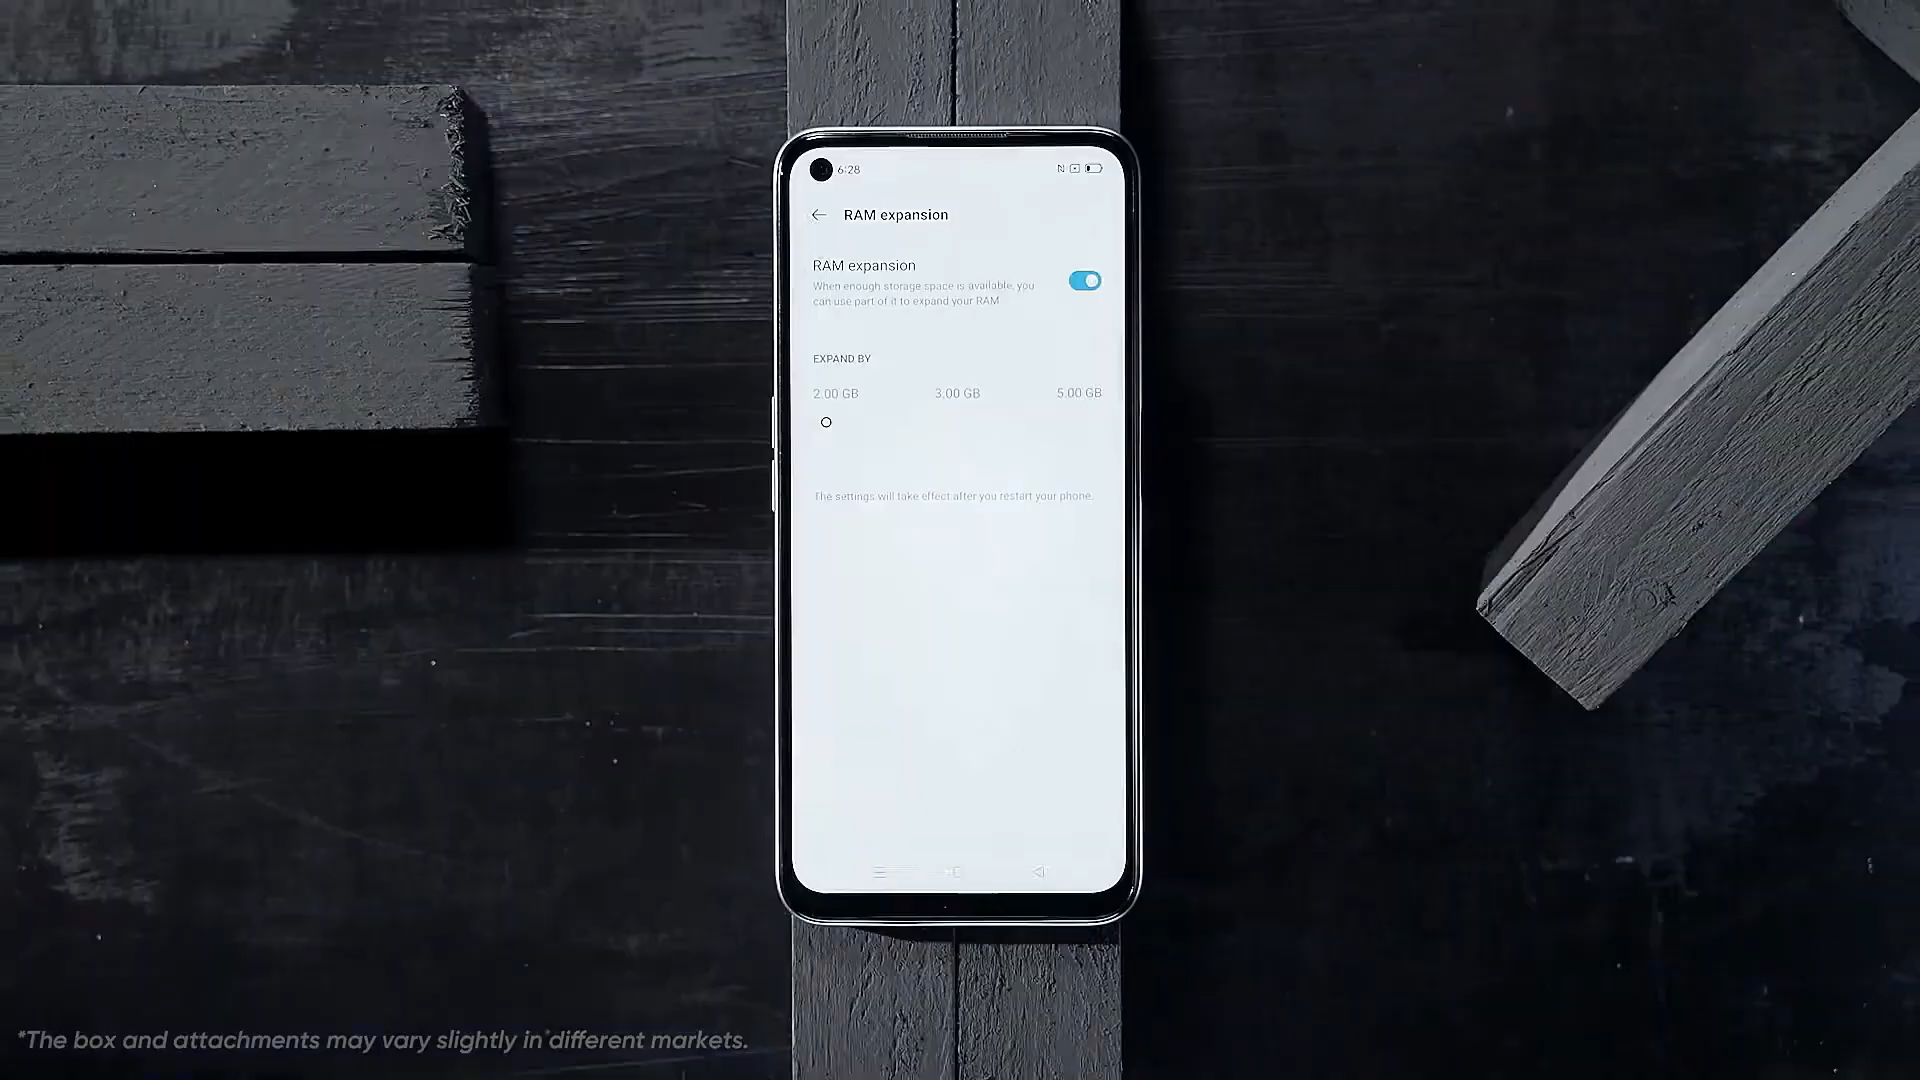 6:28
RAM expansion
RAM expansion
When enough storage space is available, you
can use part of it to expand your RAM
EXPAND BY
2.00 GB 3.00 GB 5.00 GB
The settings will take effect after you restart your phone.
*The box and attachments may vary slightly in different markets.